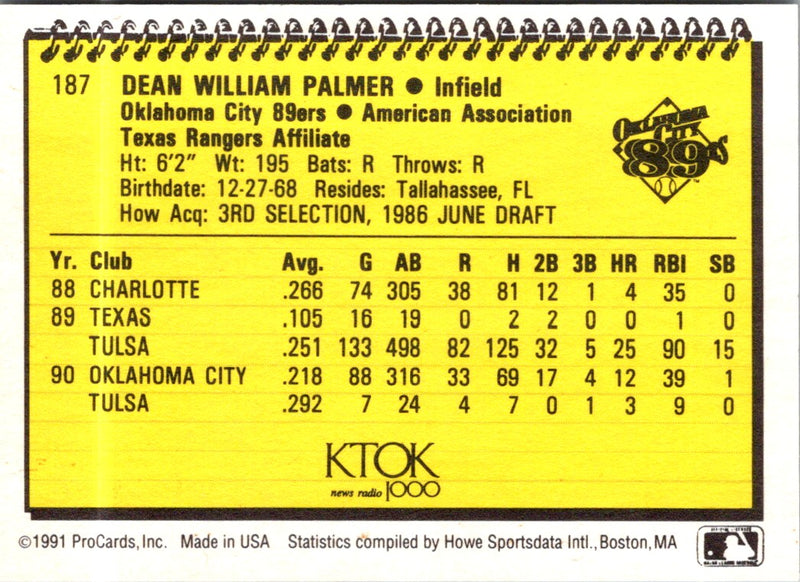 187 DEAN WILLIAM PALMER • Infield
Oklahoma City 89ers • American Association
Texas Rangers Affiliate
Ht: 6'2" Wt: 195 Bats: R Throws: R
Birthdate: 12-27-68 Resides: Tallahassee, FL
How Acq: 3RD SELECTION, 1986 JUNE DRAFT
OKLAHOMA
CITY
89ers
TM
Yr. Club Avg. G AB R H 2B 3B HR RBI SB
88 CHARLOTTE .266 74 305 38 81 12 1 4 35 0
89 TEXAS .105 16 19 0 2 2 0 0 1 0
TULSA .251 133 498 82 125 32 5 25 90 15
90 OKLAHOMA CITY .218 88 316 33 69 17 4 12 39 1
TULSA .292 7 24 4 7 0 1 3 9 0
KTOK
news radio 1000
©1991 ProCards, Inc. Made in USA Statistics compiled by Howe Sportsdata Intl., Boston, MA